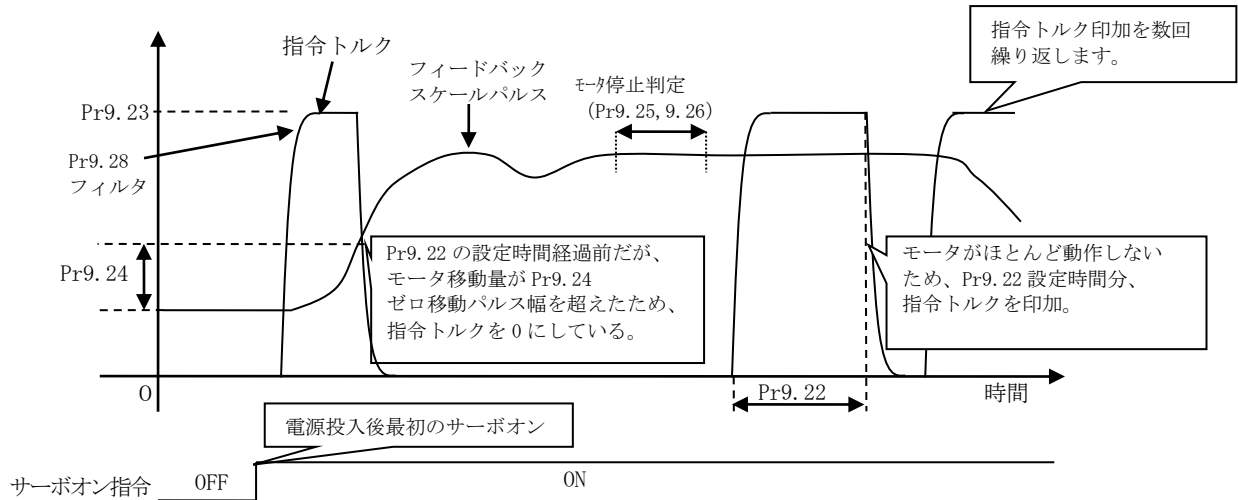 指令トルク印加を数回
繰り返します。
指令トルク
フィードバック
スケールパルス
ﾓｰﾀ停止判定
(Pr9.25,9.26)
Pr9.23
Pr9.28
フィルタ
Pr9.24
Pr9.22 の設定時間経過前だが、
モータ移動量が Pr9.24
ゼロ移動パルス幅を超えたため、
指令トルクを 0 にしている。
モータがほとんど動作しない
ため、Pr9.22 設定時間分、
指令トルクを印加。
O
Pr9.22
時間
電源投入後最初のサーボオン
サーボオン指令
OFF
ON